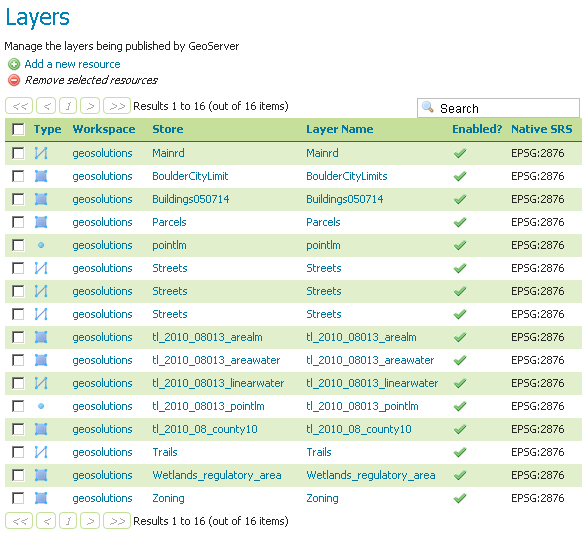 Layers
Manage the layers being published by GeoServer
Add a new resource
Remove selected resources
<< < 1 > >> Results 1 to 16 (out of 16 items) Search
Type Workspace Store Layer Name Enabled? Native SRS
geosolutions Mainrd Mainrd EPSG:2876
geosolutions BoulderCityLimit BoulderCityLimits EPSG:2876
geosolutions Buildings050714 Buildings050714 EPSG:2876
geosolutions Parcels Parcels EPSG:2876
geosolutions pointlm pointlm EPSG:2876
geosolutions Streets Streets EPSG:2876
geosolutions Streets Streets EPSG:2876
geosolutions Streets Streets EPSG:2876
geosolutions tl_2010_08013_arealm tl_2010_08013_arealm EPSG:2876
geosolutions tl_2010_08013_areawater tl_2010_08013_areawater EPSG:2876
geosolutions tl_2010_08013_linearwater tl_2010_08013_linearwater EPSG:2876
geosolutions tl_2010_08013_pointlm tl_2010_08013_pointlm EPSG:2876
geosolutions tl_2010_08_county10 tl_2010_08_county10 EPSG:2876
geosolutions Trails Trails EPSG:2876
geosolutions Wetlands_regulatory_area Wetlands_regulatory_area EPSG:2876
geosolutions Zoning Zoning EPSG:2876
<< < 1 > >> Results 1 to 16 (out of 16 items)